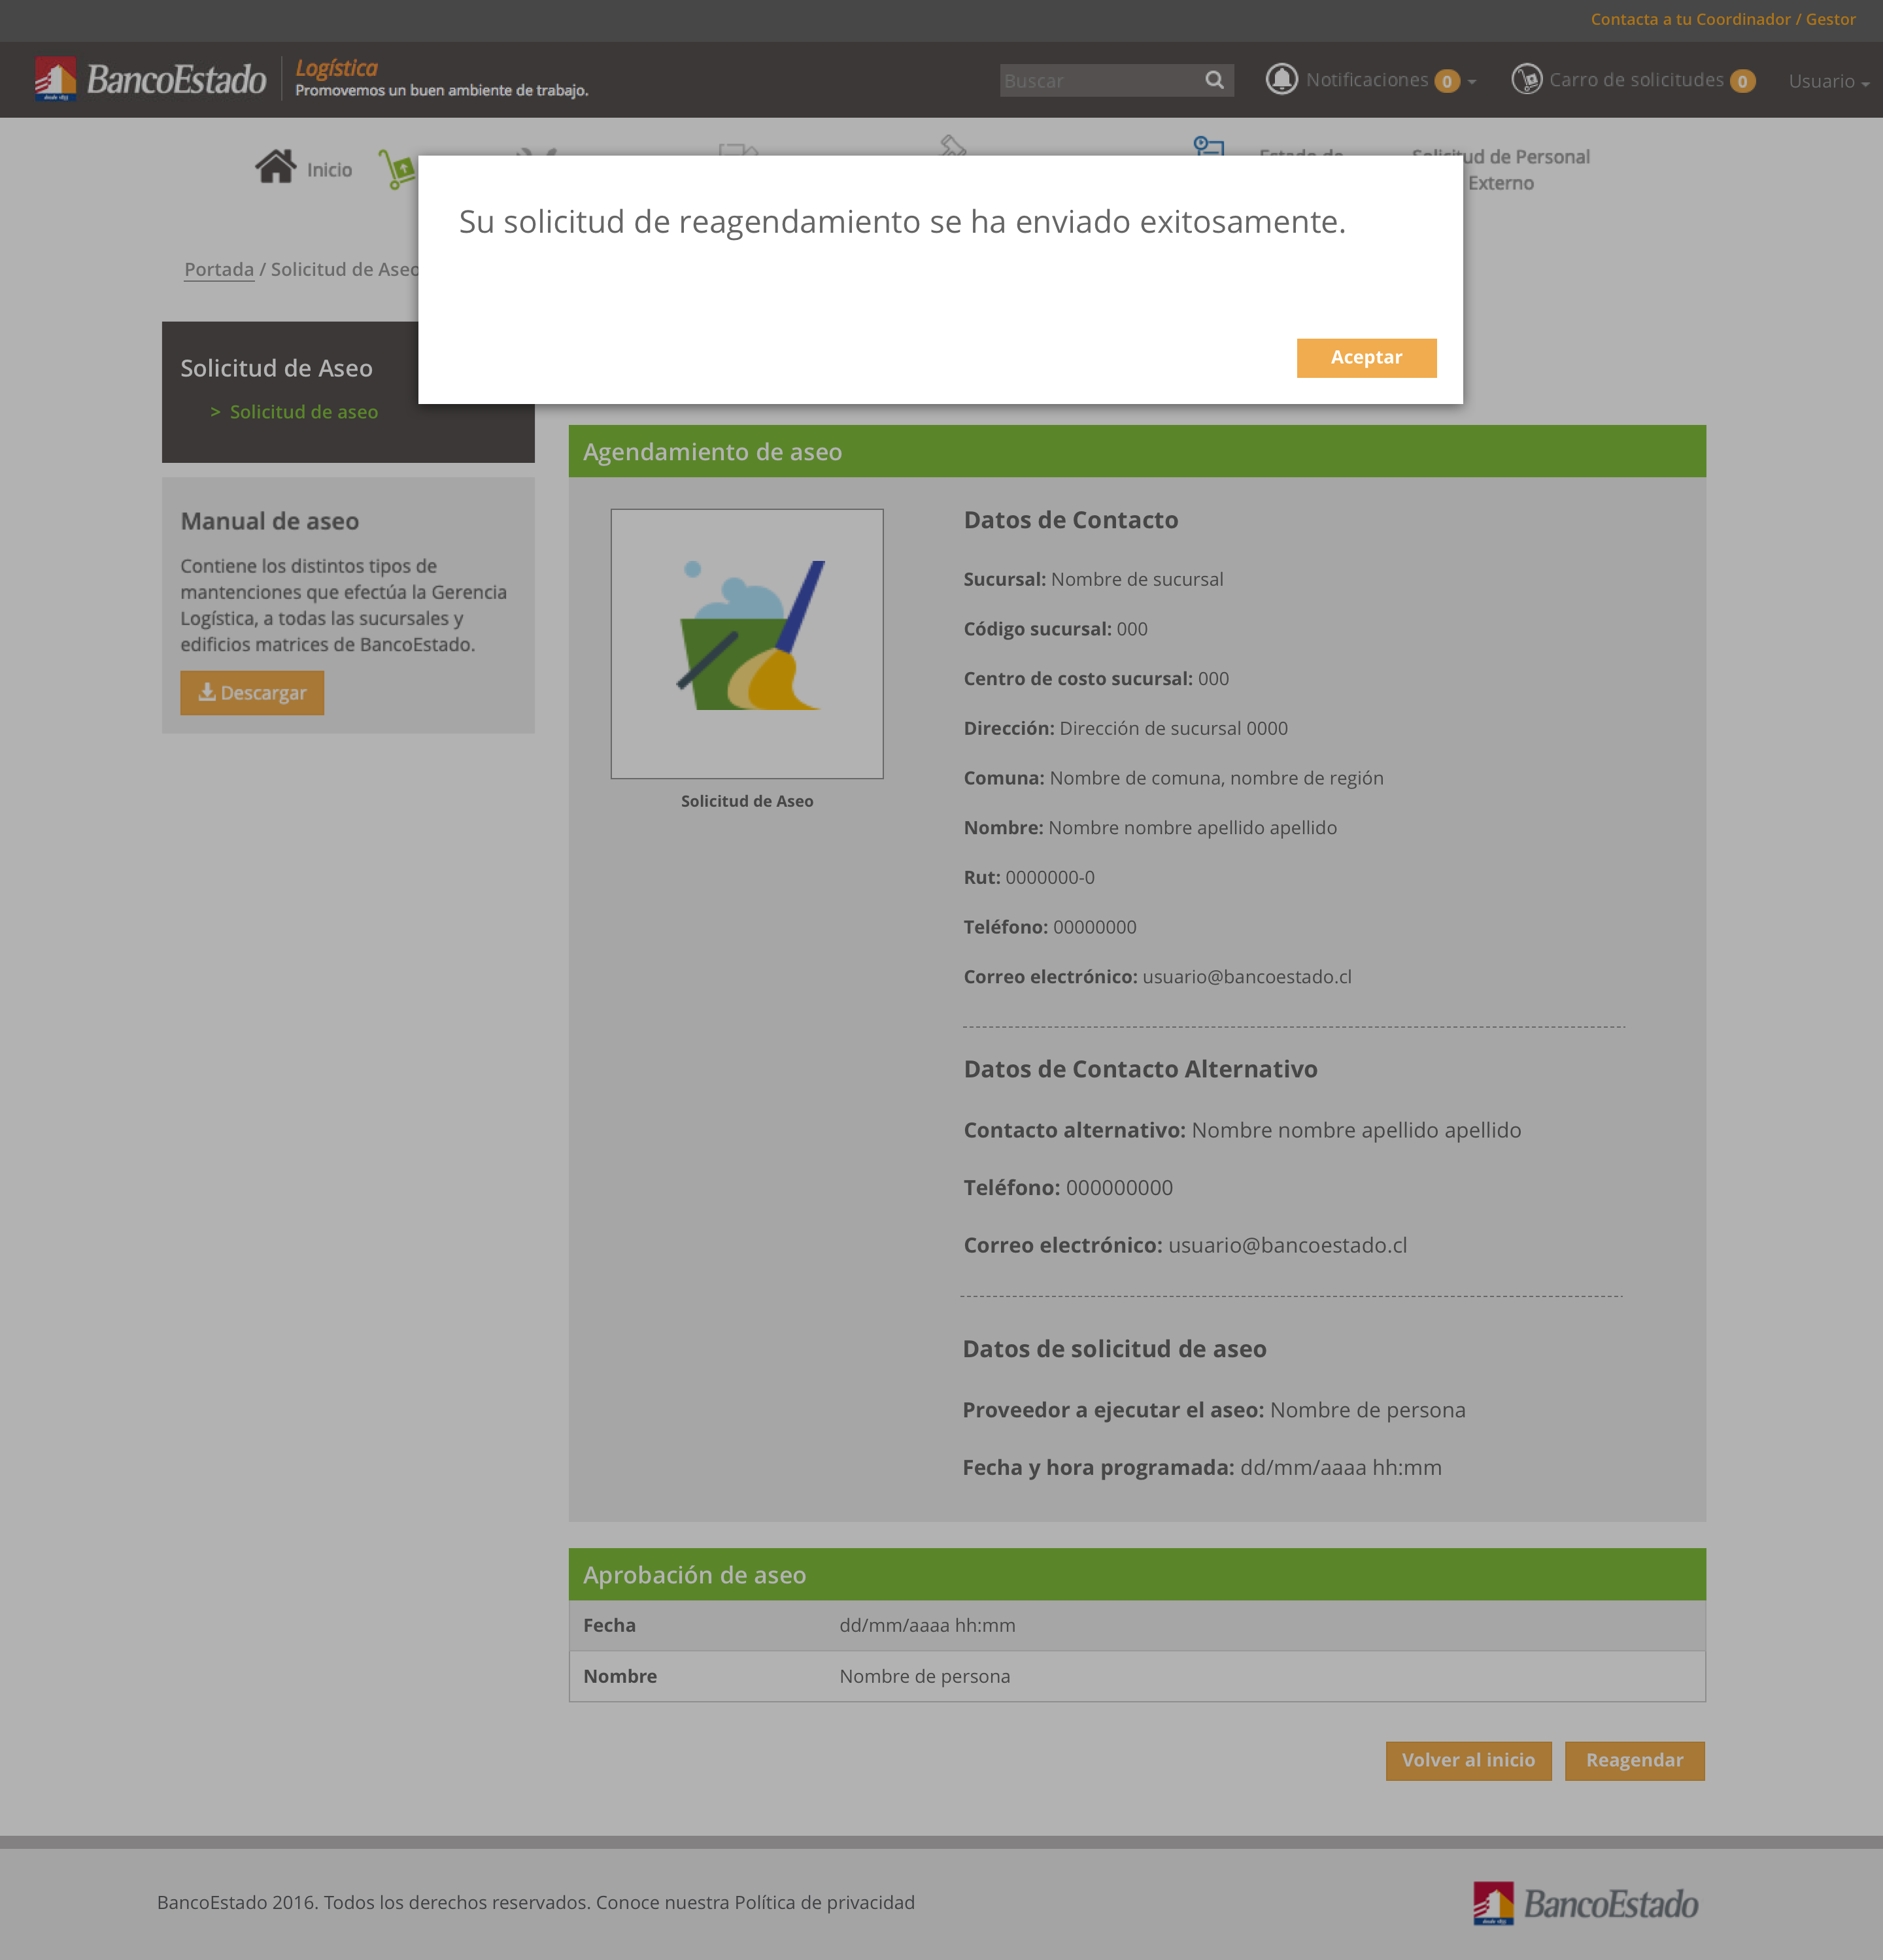 Contacta a tu Coordinador / Gestor
BancoEstado
desde 1855
Logística
Promovemos un buen ambiente de trabajo.
Buscar
Notificaciones 0
Carro de solicitudes 0
Usuario
Inicio
Solicitud de Personal
Externo
Su solicitud de reagendamiento se ha enviado exitosamente.
Aceptar
Portada / Solicitud de Aseo
Solicitud de Aseo
> Solicitud de aseo
Manual de aseo
Contiene los distintos tipos de
mantenciones que efectúa la Gerencia
Logística, a todas las sucursales y
edificios matrices de BancoEstado.
Descargar
Agendamiento de aseo
Solicitud de Aseo
Datos de Contacto
Sucursal: Nombre de sucursal
Código sucursal: 000
Centro de costo sucursal: 000
Dirección: Dirección de sucursal 0000
Comuna: Nombre de comuna, nombre de región
Nombre: Nombre nombre apellido apellido
Rut: 0000000-0
Teléfono: 00000000
Correo electrónico: usuario@bancoestado.cl
Datos de Contacto Alternativo
Contacto alternativo: Nombre nombre apellido apellido
Teléfono: 000000000
Correo electrónico: usuario@bancoestado.cl
Datos de solicitud de aseo
Proveedor a ejecutar el aseo: Nombre de persona
Fecha y hora programada: dd/mm/aaaa hh:mm
Aprobación de aseo
Fecha dd/mm/aaaa hh:mm
Nombre Nombre de persona
Volver al inicio
Reagendar
BancoEstado 2016. Todos los derechos reservados. Conoce nuestra Política de privacidad
BancoEstado
desde 1855